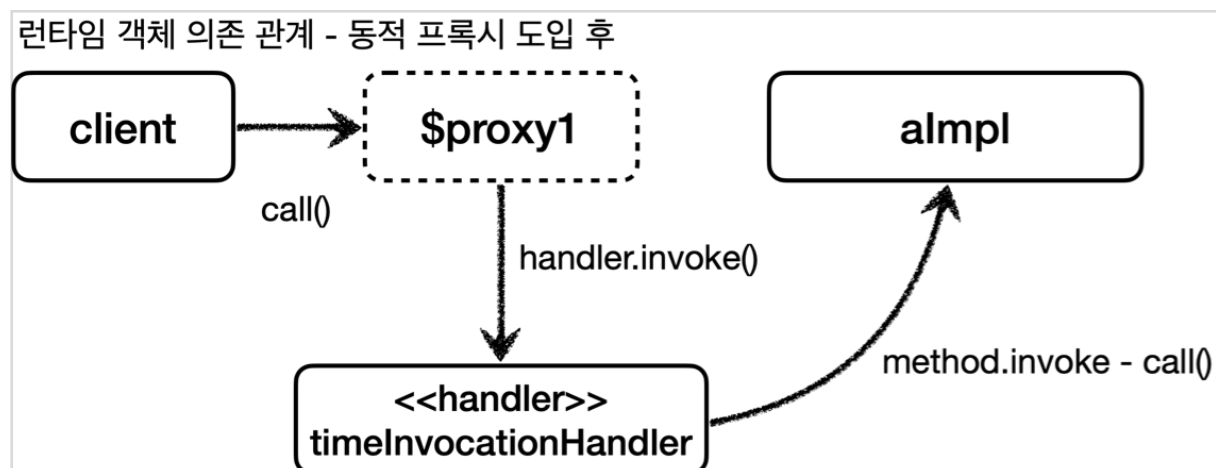 런타임 객체 의존 관계 - 동적 프록시 도입 후
client
$proxy1
aImpl
call()
handler.invoke()
method.invoke - call()
<<handler>>
timeInvocationHandler